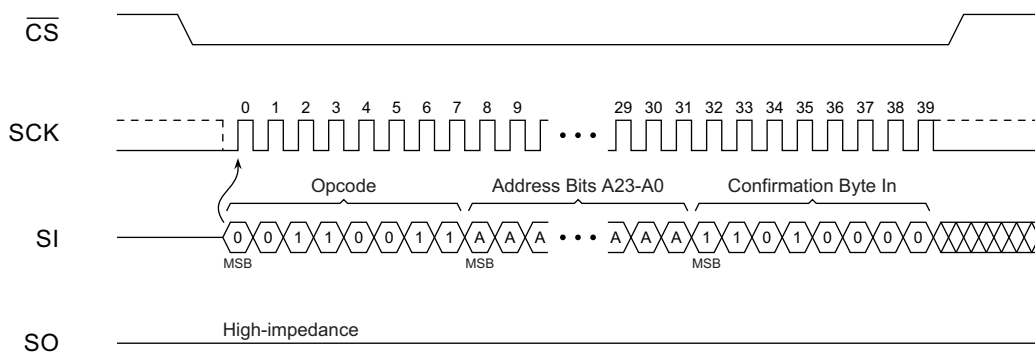 CS
0 1 2 3 4 5 6 7 8 9 29 30 31 32 33 34 35 36 37 38 39
SCK
Opcode Address Bits A23-A0 Confirmation Byte In
SI 0 0 1 1 0 0 1 1 A A A • • • A A A 1 1 0 1 0 0 0 0
MSB MSB MSB
High-impedance
SO